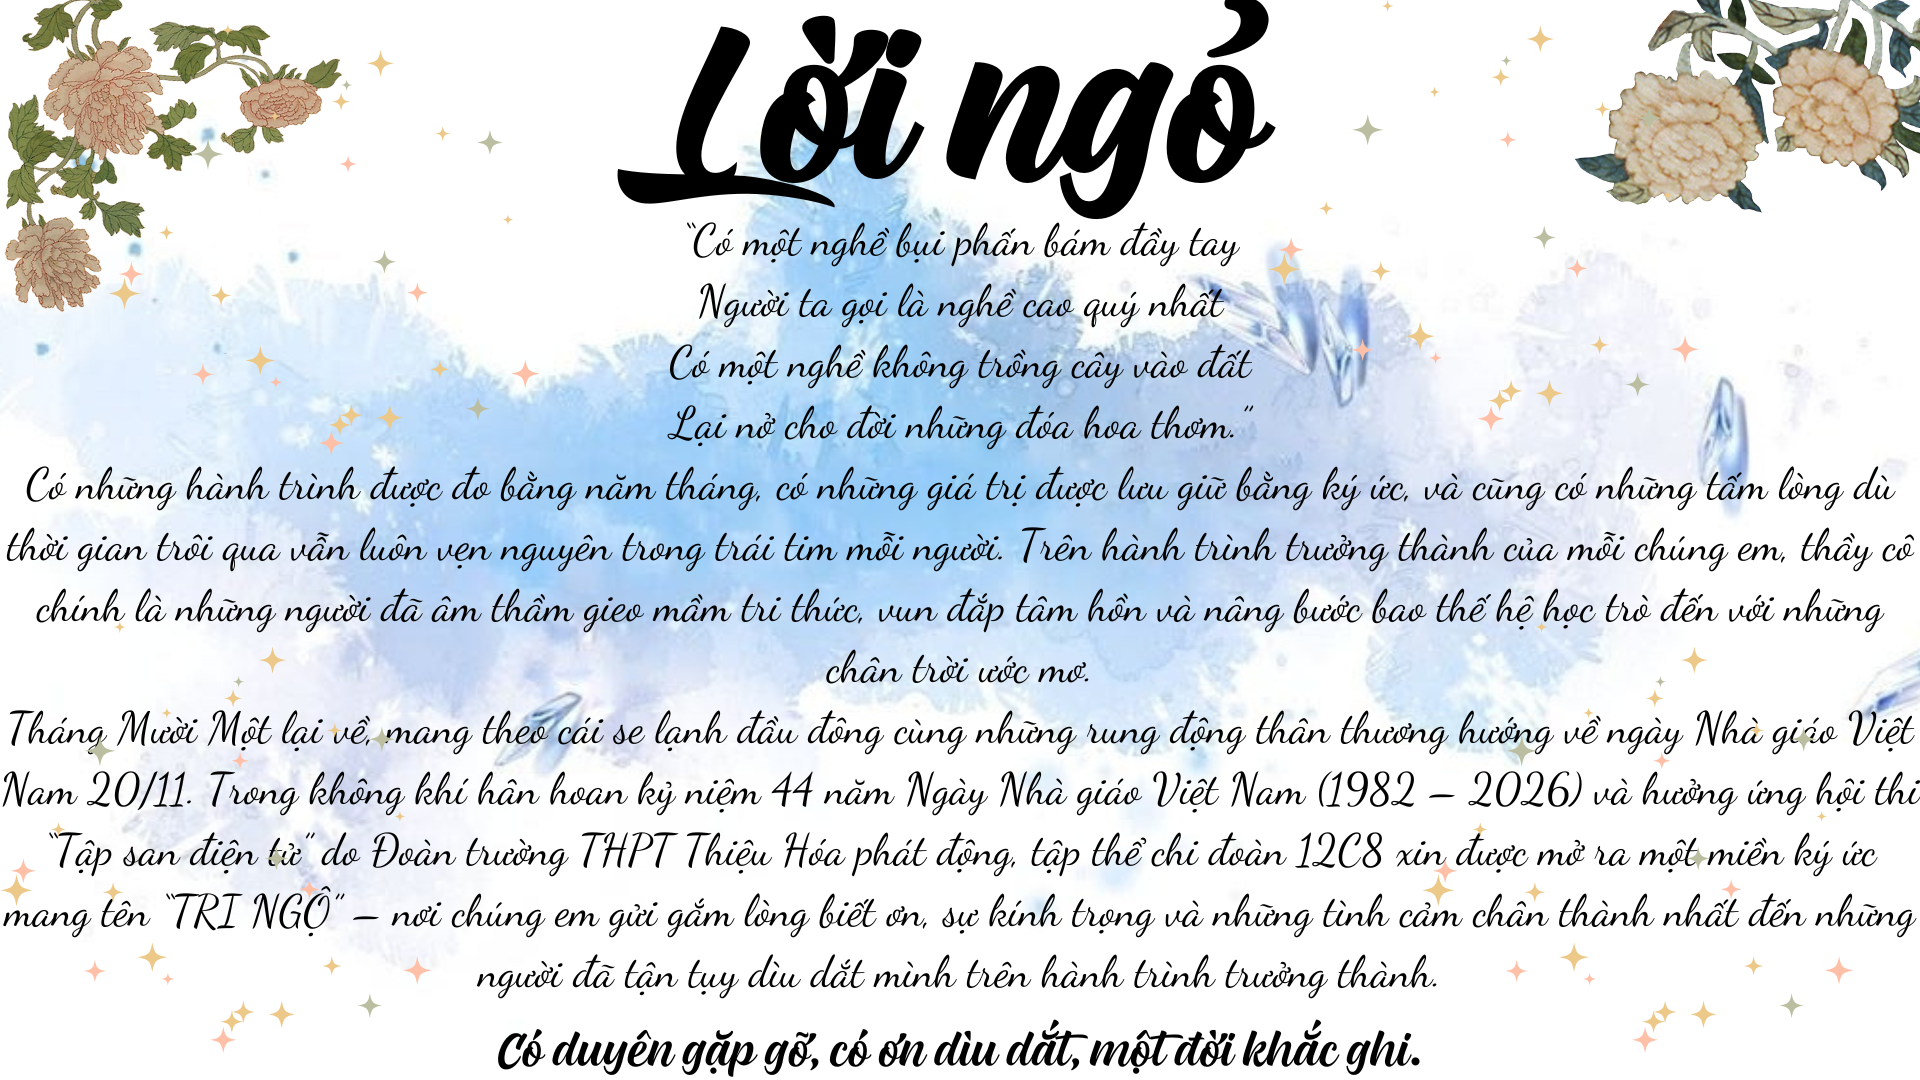 Lời ngỏ
“Có một nghề bụi phấn bám đầy tay
Người ta gọi là nghề cao quý nhất
Có một nghề không trồng cây vào đất
Lại nở cho đời những đóa hoa thơm.”
Có những hành trình được đo bằng năm tháng, có những giá trị được lưu giữ bằng ký ức, và cũng có những tấm lòng dù
thời gian trôi qua vẫn luôn vẹn nguyên trong trái tim mỗi người. Trên hành trình trưởng thành của mỗi chúng em, thầy cô
chính là những người đã âm thầm gieo mầm tri thức, vun đắp tâm hồn và nâng bước bao thế hệ học trò đến với những
chân trời ước mơ.
Tháng Mười Một lại về, mang theo cái se lạnh đầu đông cùng những rung động thân thương hướng về ngày Nhà giáo Việt
Nam 20/11. Trong không khí hân hoan kỷ niệm 44 năm Ngày Nhà giáo Việt Nam (1982 – 2026) và hưởng ứng hội thi
“Tập san điện tử” do Đoàn trường THPT Thiệu Hóa phát động, tập thể chi đoàn 12C8 xin được mở ra một miền ký ức
mang tên “TRI NGỘ” – nơi chúng em gửi gắm lòng biết ơn, sự kính trọng và những tình cảm chân thành nhất đến những
người đã tận tụy dìu dắt mình trên hành trình trưởng thành.
Có duyên gặp gỡ, có ơn dìu dắt, một đời khắc ghi.